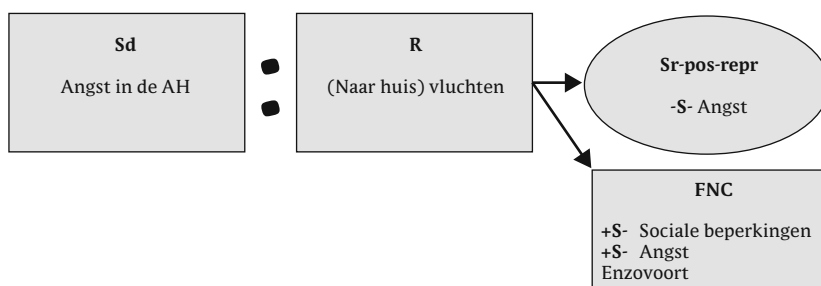 Sd
Angst in de AH
R
(Naar huis) vluchten
Sr-pos-repr
-S- Angst
FNC
+S- Sociale beperkingen
+S- Angst
Enzovoort